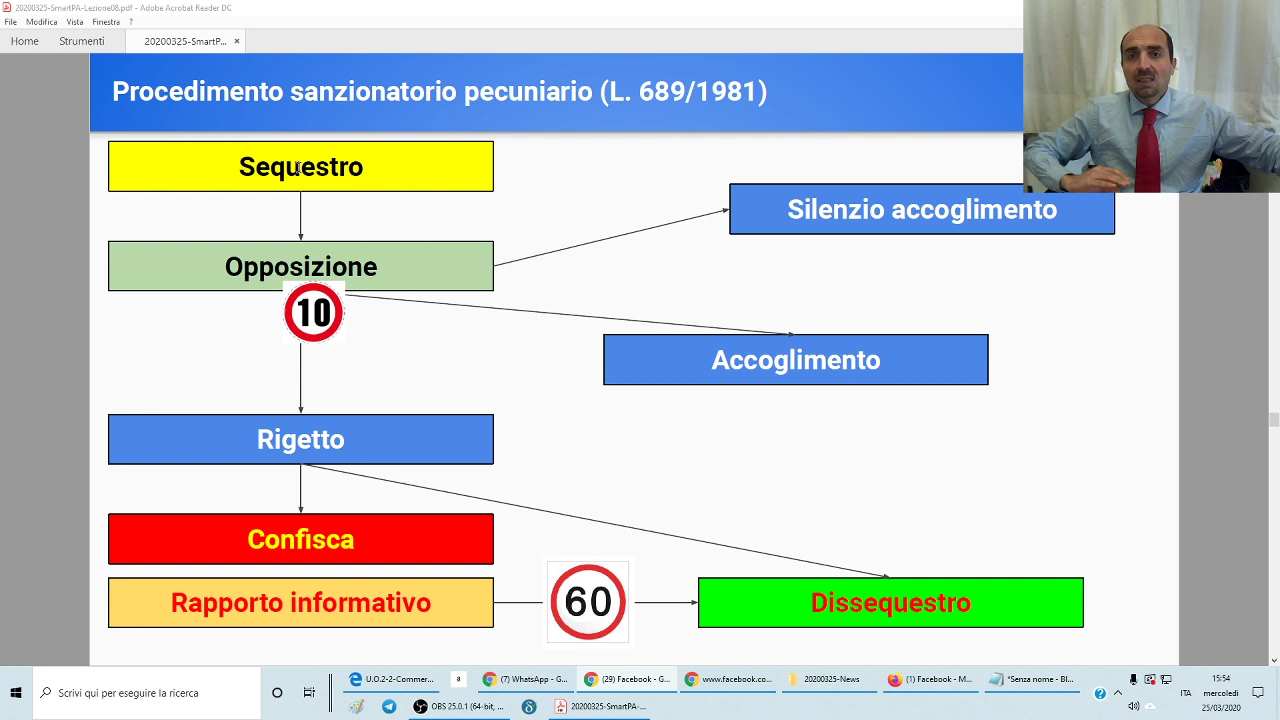 20200325-SmartPA-Lezione08.pdf - Adobe Acrobat Reader DC
File Modifica Vista Finestra ?
Home Strumenti 20200325-SmartP... ×
Procedimento sanzionatorio pecuniario (L. 689/1981)
Sequestro
Silenzio accoglimento
Opposizione
10
Accoglimento
Rigetto
Confisca
Rapporto informativo
60
Dissequestro
Scrivi qui per eseguire la ricerca
U.O.2-2-Commer...
a
(7) WhatsApp - G...
(29) Facebook - G...
www.facebook.co...
20200325-News
(1) Facebook - M...
*Senza nome - Bl...
OBS 25.0.1 (64-bit, ...
20200325-SmartPA-...
ITA
15:54
mercoledì
25/03/2020